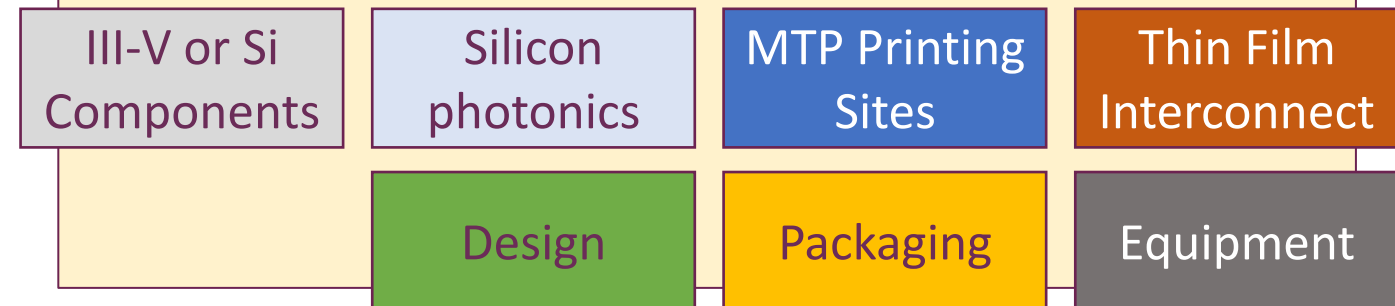 III-V or Si
Components
Silicon
photonics
MTP Printing
Sites
Thin Film
Interconnect
Design
Packaging
Equipment